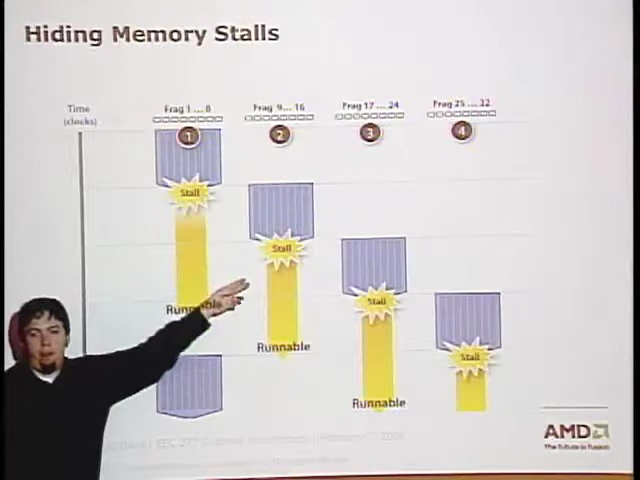 Hiding Memory Stalls
Time
(clocks)
Frag 1 ... 8
Frag 9... 16
Frag 17 ... 24
Frag 25 ... 32
1
2
3
4
Stall
Stall
Stall
Stall
Runnable
Runnable
Runnable
AMD
The future is fusion